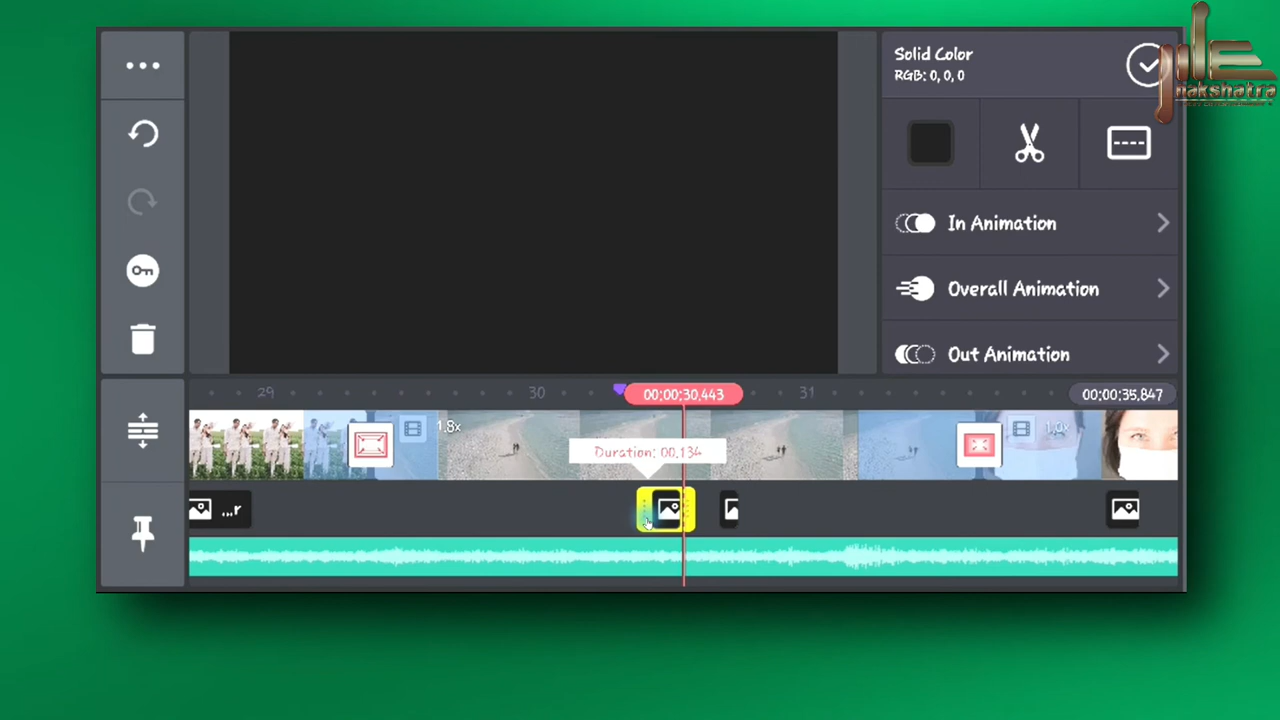 Solid Color
RGB: 0, 0, 0
nakshatra
In Animation
Overall Animation
Out Animation
29
30
00:00:30,443
31
00:00:35,847
1.8x
1.0x
Duration: 00.134
...r